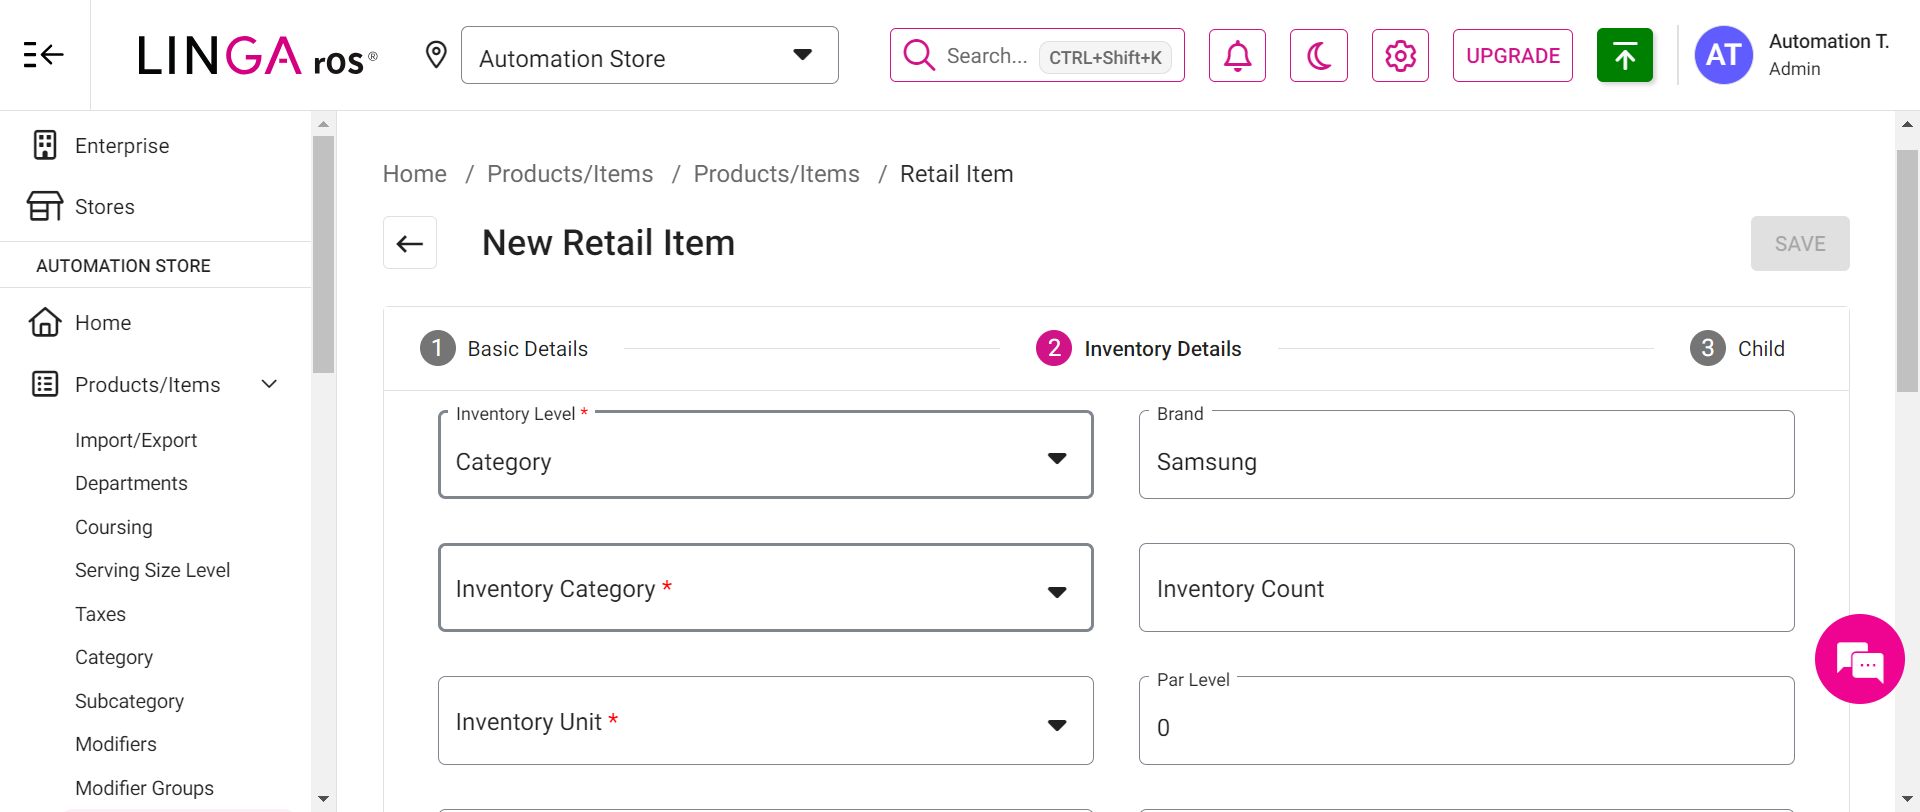 LINGA ros®
Automation Store
Search... CTRL+Shift+K
UPGRADE
AT
Automation T.
Admin
Enterprise
Stores
AUTOMATION STORE
Home
Products/Items
Import/Export
Departments
Coursing
Serving Size Level
Taxes
Category
Subcategory
Modifiers
Modifier Groups
Home / Products/Items / Products/Items / Retail Item
New Retail Item
SAVE
1 Basic Details
2 Inventory Details
3 Child
Inventory Level *
Category
Brand
Samsung
Inventory Category *
Inventory Count
Inventory Unit *
Par Level
0